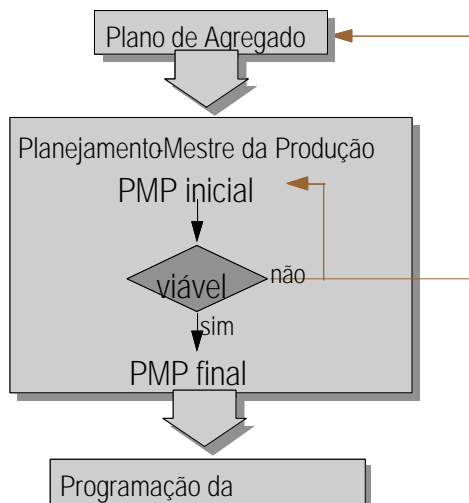 Plano de Agregado
Planejamento-Mestre da Produção
PMP inicial
viável
não
sim
PMP final
Programação da